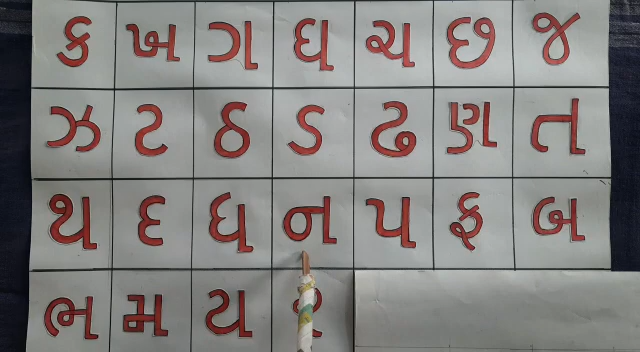 ક ખ ગ ઘ ચ છ જ
ઝ ટ ઠ ડ ઢ ણ ત
થ દ ધ ન પ ફ બ
ભ મ ય